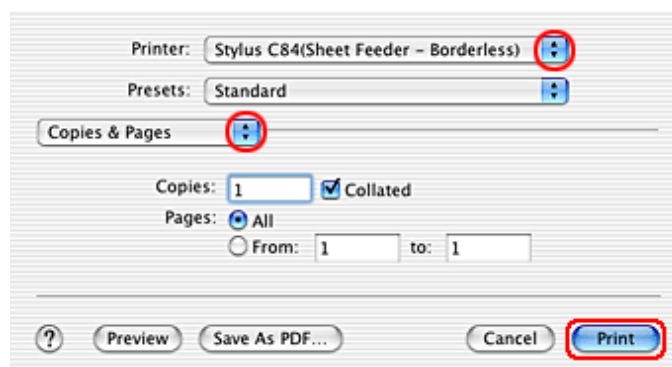 Printer: Stylus C84(Sheet Feeder - Borderless)
Presets: Standard
Copies & Pages
Copies: 1 Collated
Pages: All
From: 1 to: 1
? Preview Save As PDF... Cancel Print